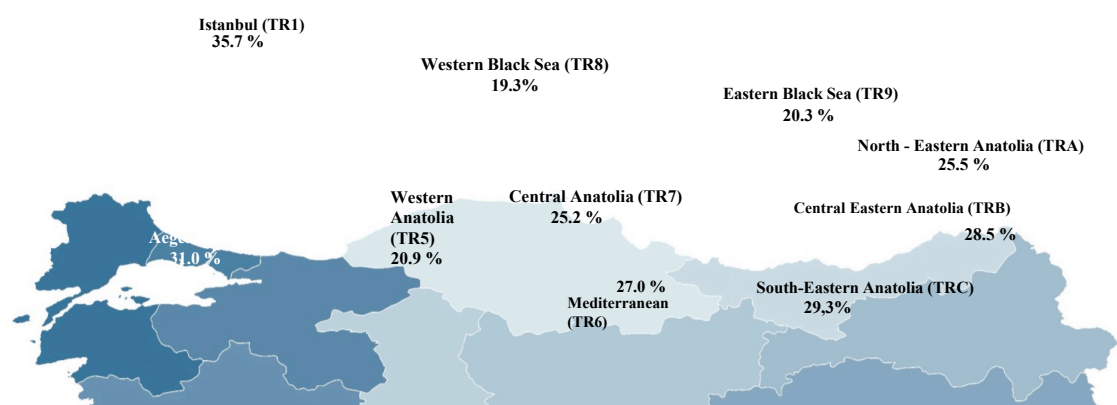 Istanbul (TR1)
35.7 %
Western Black Sea (TR8)
19.3%
Eastern Black Sea (TR9)
20.3 %
North - Eastern Anatolia (TRA)
25.5 %
Western
Anatolia
(TR5)
20.9 %
Central Anatolia (TR7)
25.2 %
Central Eastern Anatolia (TRB)
28.5 %
31.0 %
27.0 %
Mediterranean
(TR6)
South-Eastern Anatolia (TRC)
29,3%